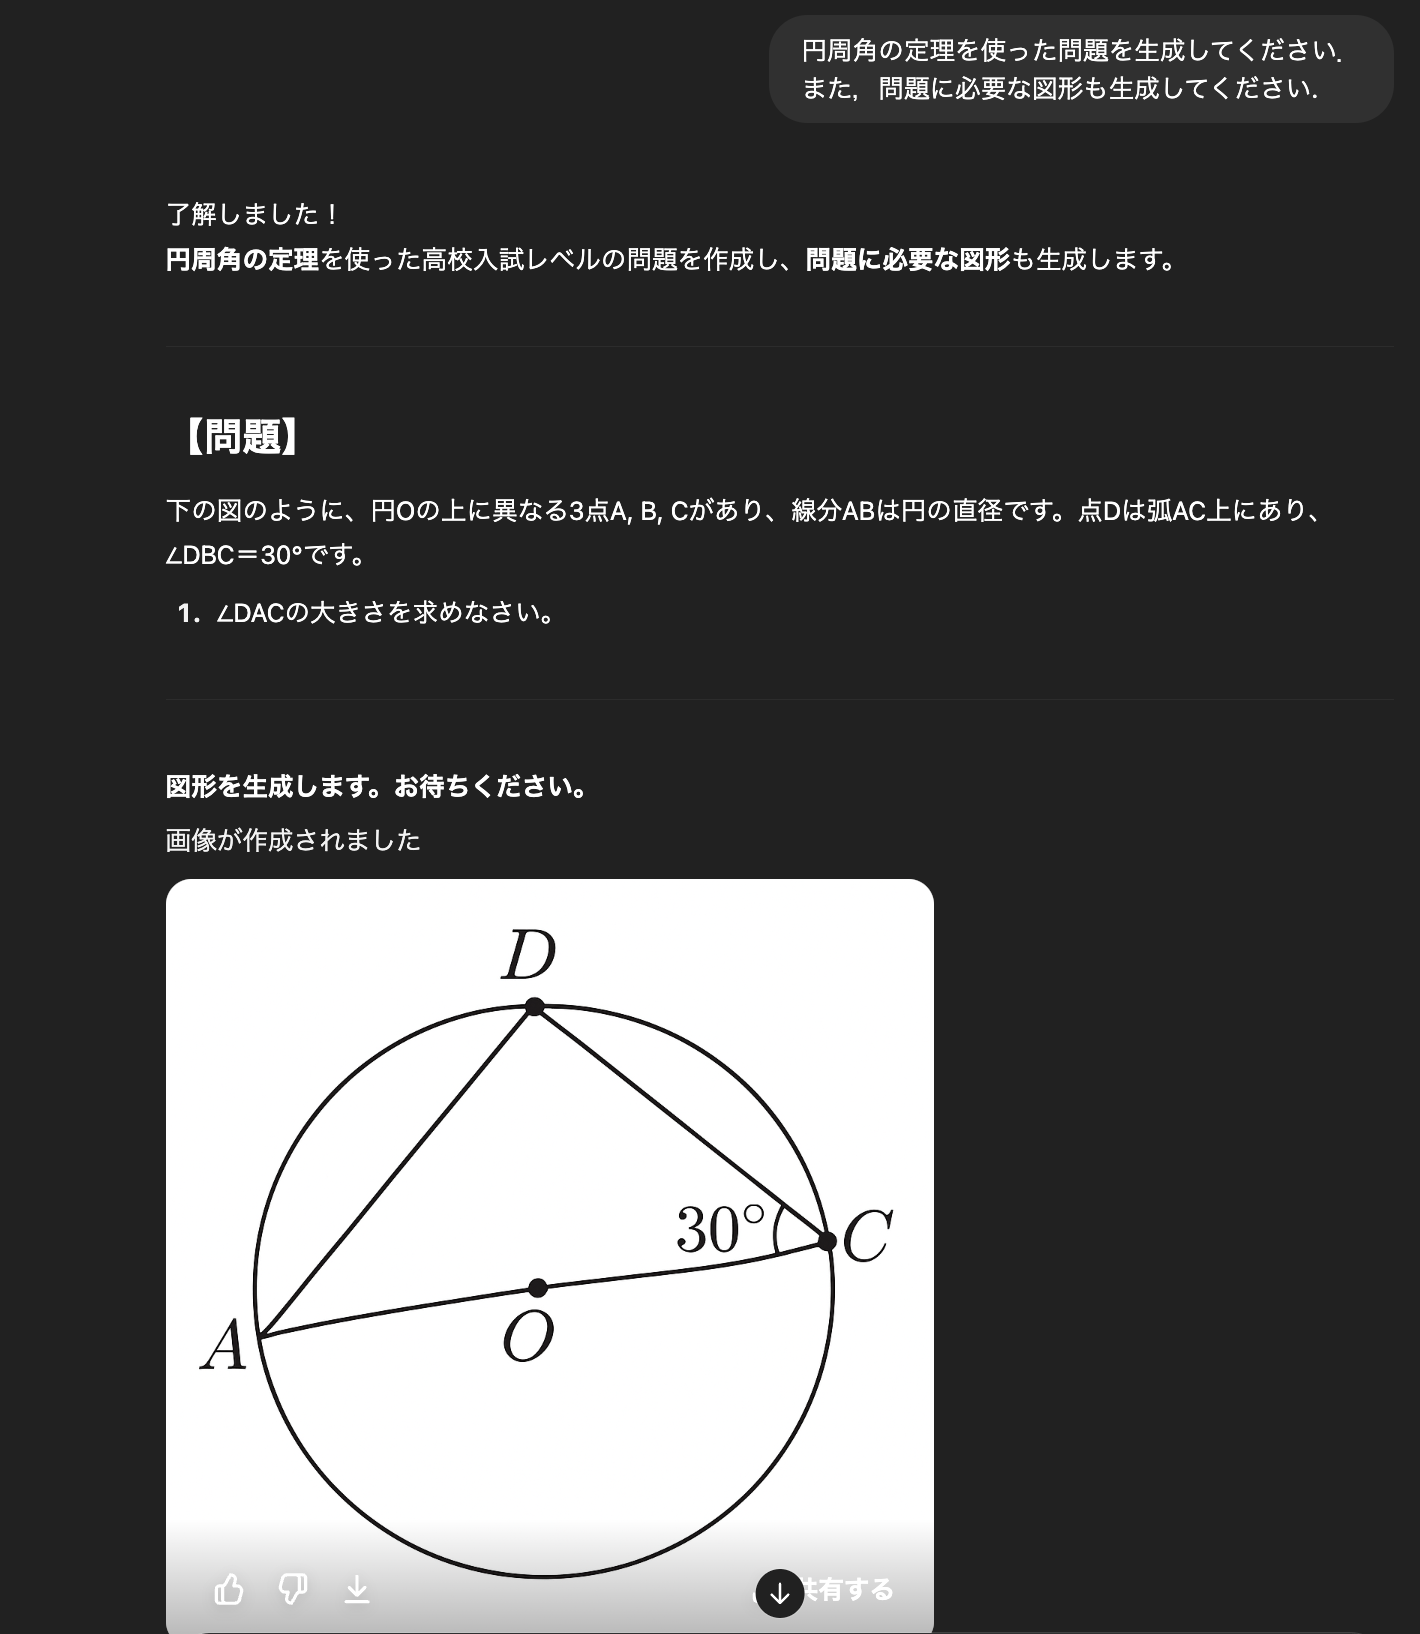 円周角の定理を使った問題を生成してください．
また，問題に必要な図形も生成してください．
了解しました！
円周角の定理を使った高校入試レベルの問題を作成し、問題に必要な図形も生成します。
【問題】
下の図のように、円Oの上に異なる3点A, B, Cがあり、線分ABは円の直径です。点Dは弧AC上にあり、
∠DBC＝30°です。
1. ∠DACの大きさを求めなさい。
図形を生成します。お待ちください。
画像が作成されました
D
30°
C
O
A
共有する